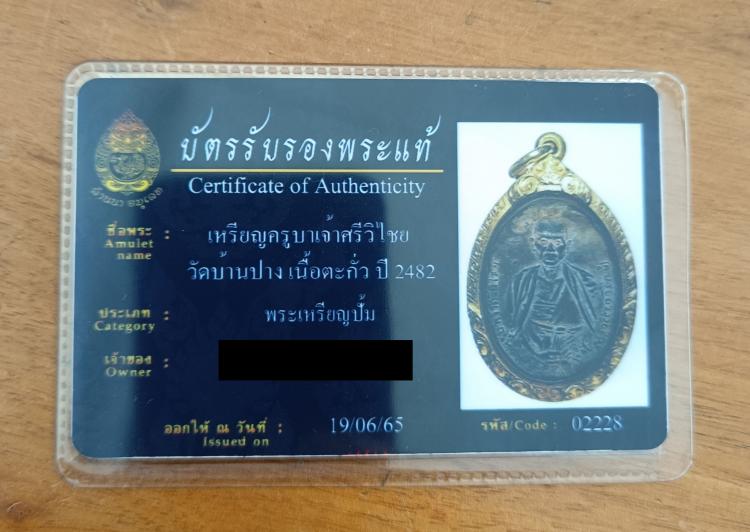 บัตรรับรองพระแท้
Certificate of Authenticity
ชื่อพระ :
Amulet
name
เหรียญครูบาเจ้าศรีวิไชย
วัดบ้านปาง เนื้อตะกั่ว ปี 2482
ประเภท :
Category
พระเหรียญปั้ม
เจ้าของ :
Owner
ออกให้ ณ วันที่ : 19/06/65
Issued on
รหัส/Code : 02228